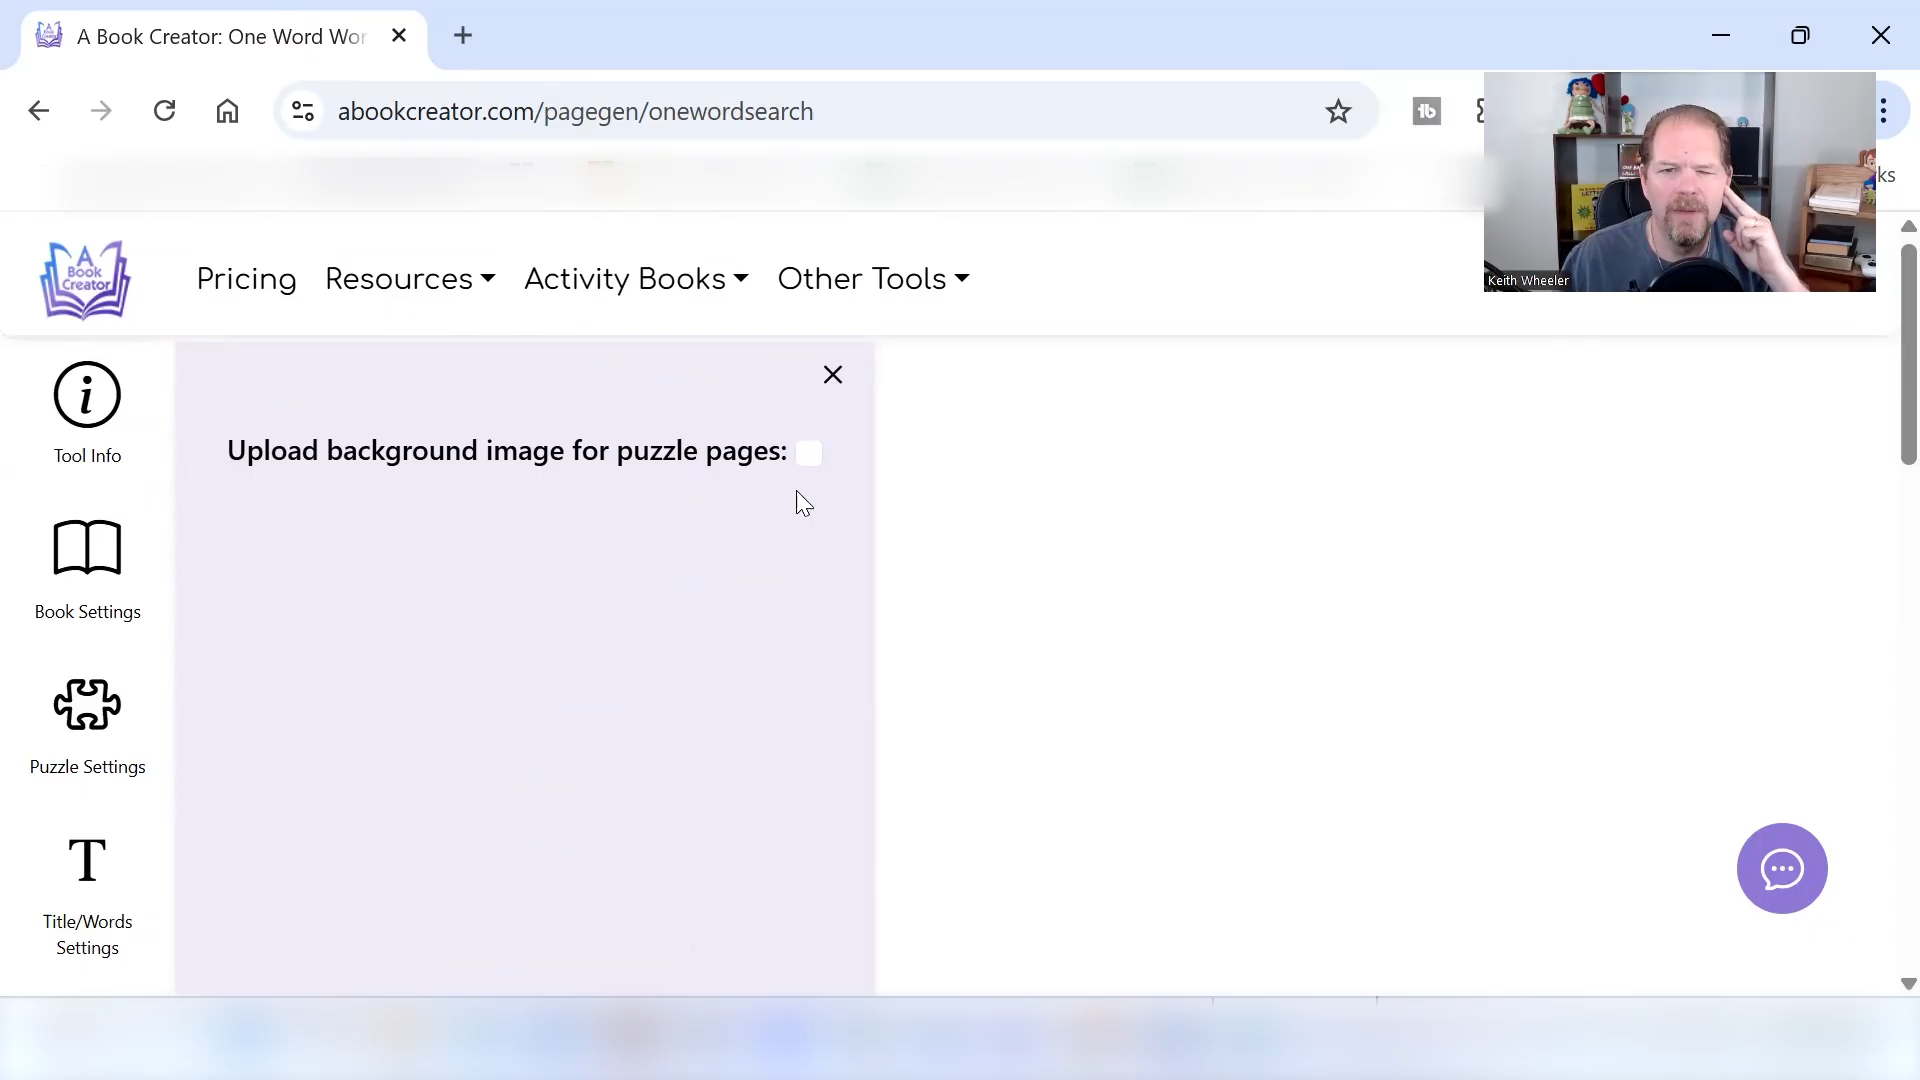 A Book Creator: One Word Wor
abookcreator.com/pagegen/onewordsearch
ks
A Book Creator
Pricing
Resources
Activity Books
Other Tools
Keith Wheeler
Tool Info
Upload background image for puzzle pages:
Book Settings
Puzzle Settings
T
Title/Words
Settings